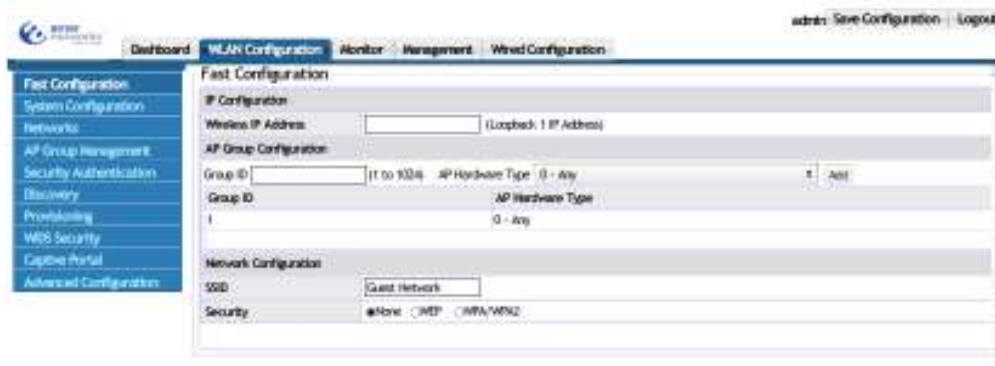 admin: Save Configuration Logout
Dashboard WLAN Configuration Monitor Management Wired Configuration
Fast Configuration
System Configuration
Networks
AP Group Management
Security Authentication
Discovery
Provisioning
WIDS Security
Captive Portal
Advanced Configuration
Fast Configuration
IP Configuration
Wireless IP Address (Loopback 1 IP Address)
AP Group Configuration
Group ID (1 to 1024) AP Hardware Type 0 - Any Add
Group ID AP Hardware Type
1 0 - Any
Network Configuration
SSID Guest Network
Security None WEP WPA/WPA2